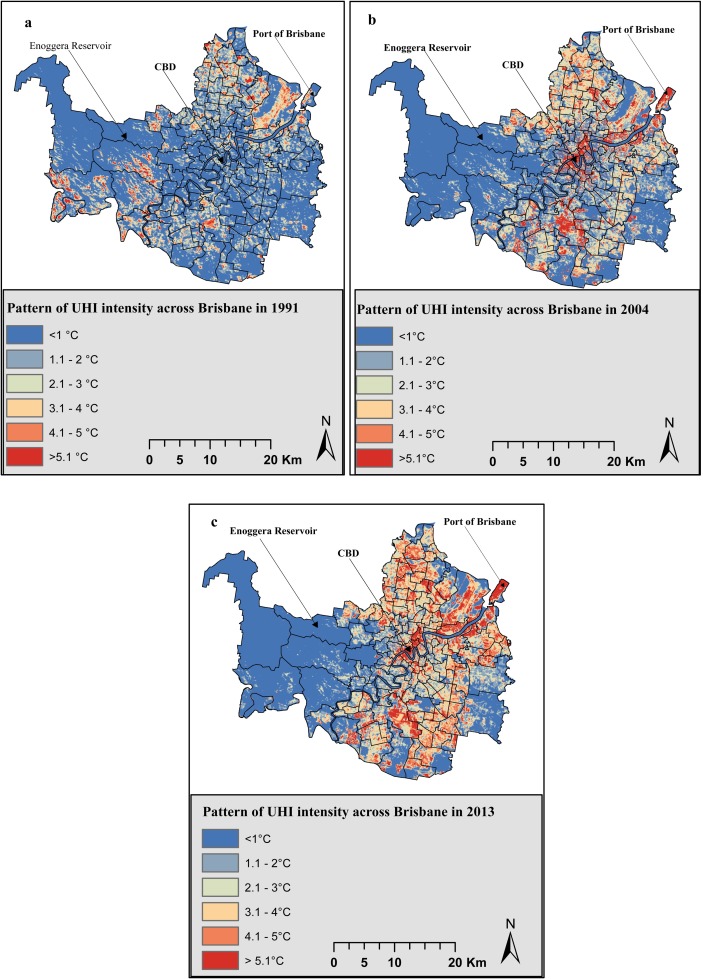 a
Port of Brisbane
Enoggera Reservoir
CBD
Pattern of UHI intensity across Brisbane in 1991
<1 °C
1.1 - 2 °C
2.1 - 3 °C
3.1 - 4 °C
4.1 - 5 °C
>5.1 °C
N
0 5 10 20 Km
b
Port of Brisbane
Enoggera Reservoir
CBD
Pattern of UHI intensity across Brisbane in 2004
<1°C
1.1 - 2°C
2.1 - 3°C
3.1 - 4°C
4.1 - 5°C
>5.1°C
N
0 5 10 20 Km
c
Port of Brisbane
Enoggera Reservoir
CBD
Pattern of UHI intensity across Brisbane in 2013
<1°C
1.1 - 2°C
2.1 - 3°C
3.1 - 4°C
4.1 - 5°C
> 5.1°C
N
0 5 10 20 Km